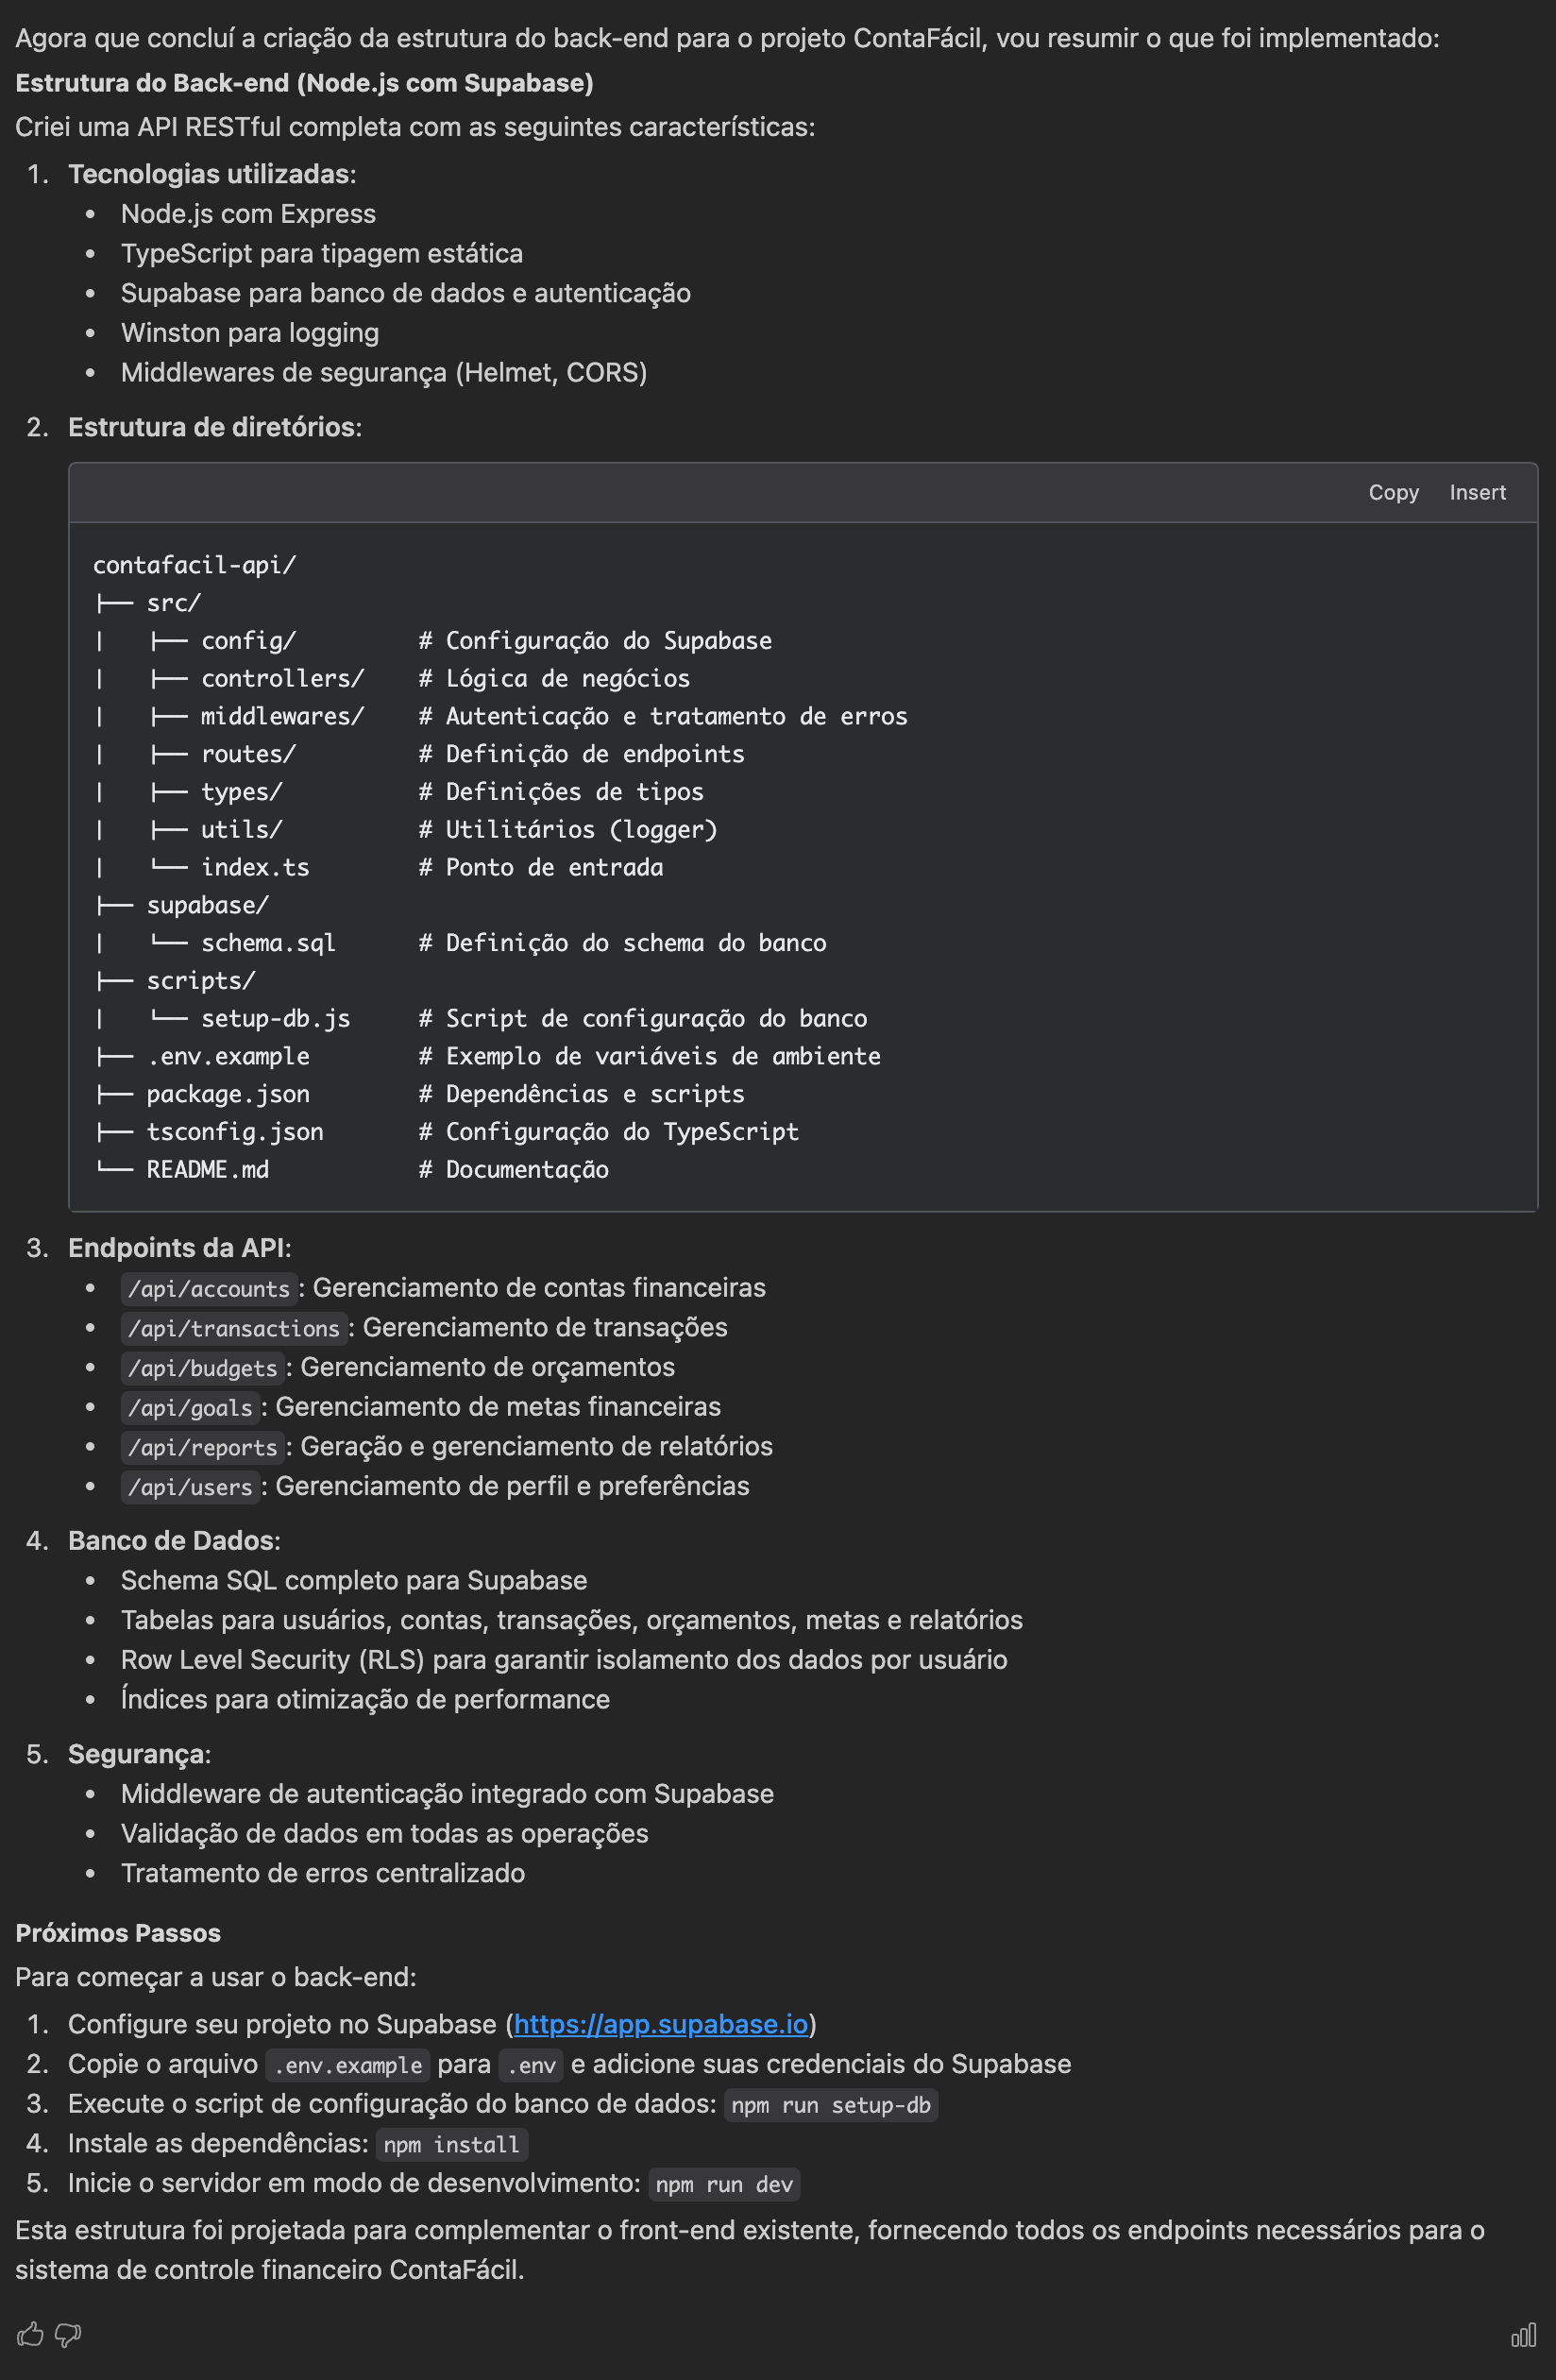 Agora que concluí a criação da estrutura do back-end para o projeto ContaFácil, vou resumir o que foi implementado:
Estrutura do Back-end (Node.js com Supabase)
Criei uma API RESTful completa com as seguintes características:
1. Tecnologias utilizadas:
• Node.js com Express
• TypeScript para tipagem estática
• Supabase para banco de dados e autenticação
• Winston para logging
• Middlewares de segurança (Helmet, CORS)
2. Estrutura de diretórios:
Copy Insert
contafacil-api/
├── src/
│   ├── config/         # Configuração do Supabase
│   ├── controllers/    # Lógica de negócios
│   ├── middlewares/    # Autenticação e tratamento de erros
│   ├── routes/         # Definição de endpoints
│   ├── types/          # Definições de tipos
│   ├── utils/          # Utilitários (logger)
│   └── index.ts        # Ponto de entrada
├── supabase/
│   └── schema.sql      # Definição do schema do banco
├── scripts/
│   └── setup-db.js     # Script de configuração do banco
├── .env.example        # Exemplo de variáveis de ambiente
├── package.json        # Dependências e scripts
├── tsconfig.json       # Configuração do TypeScript
└── README.md           # Documentação
3. Endpoints da API:
• /api/accounts: Gerenciamento de contas financeiras
• /api/transactions: Gerenciamento de transações
• /api/budgets: Gerenciamento de orçamentos
• /api/goals: Gerenciamento de metas financeiras
• /api/reports: Geração e gerenciamento de relatórios
• /api/users: Gerenciamento de perfil e preferências
4. Banco de Dados:
• Schema SQL completo para Supabase
• Tabelas para usuários, contas, transações, orçamentos, metas e relatórios
• Row Level Security (RLS) para garantir isolamento dos dados por usuário
• Índices para otimização de performance
5. Segurança:
• Middleware de autenticação integrado com Supabase
• Validação de dados em todas as operações
• Tratamento de erros centralizado
Próximos Passos
Para começar a usar o back-end:
1. Configure seu projeto no Supabase (https://app.supabase.io)
2. Copie o arquivo .env.example para .env e adicione suas credenciais do Supabase
3. Execute o script de configuração do banco de dados: npm run setup-db
4. Instale as dependências: npm install
5. Inicie o servidor em modo de desenvolvimento: npm run dev
Esta estrutura foi projetada para complementar o front-end existente, fornecendo todos os endpoints necessários para o
sistema de controle financeiro ContaFácil.